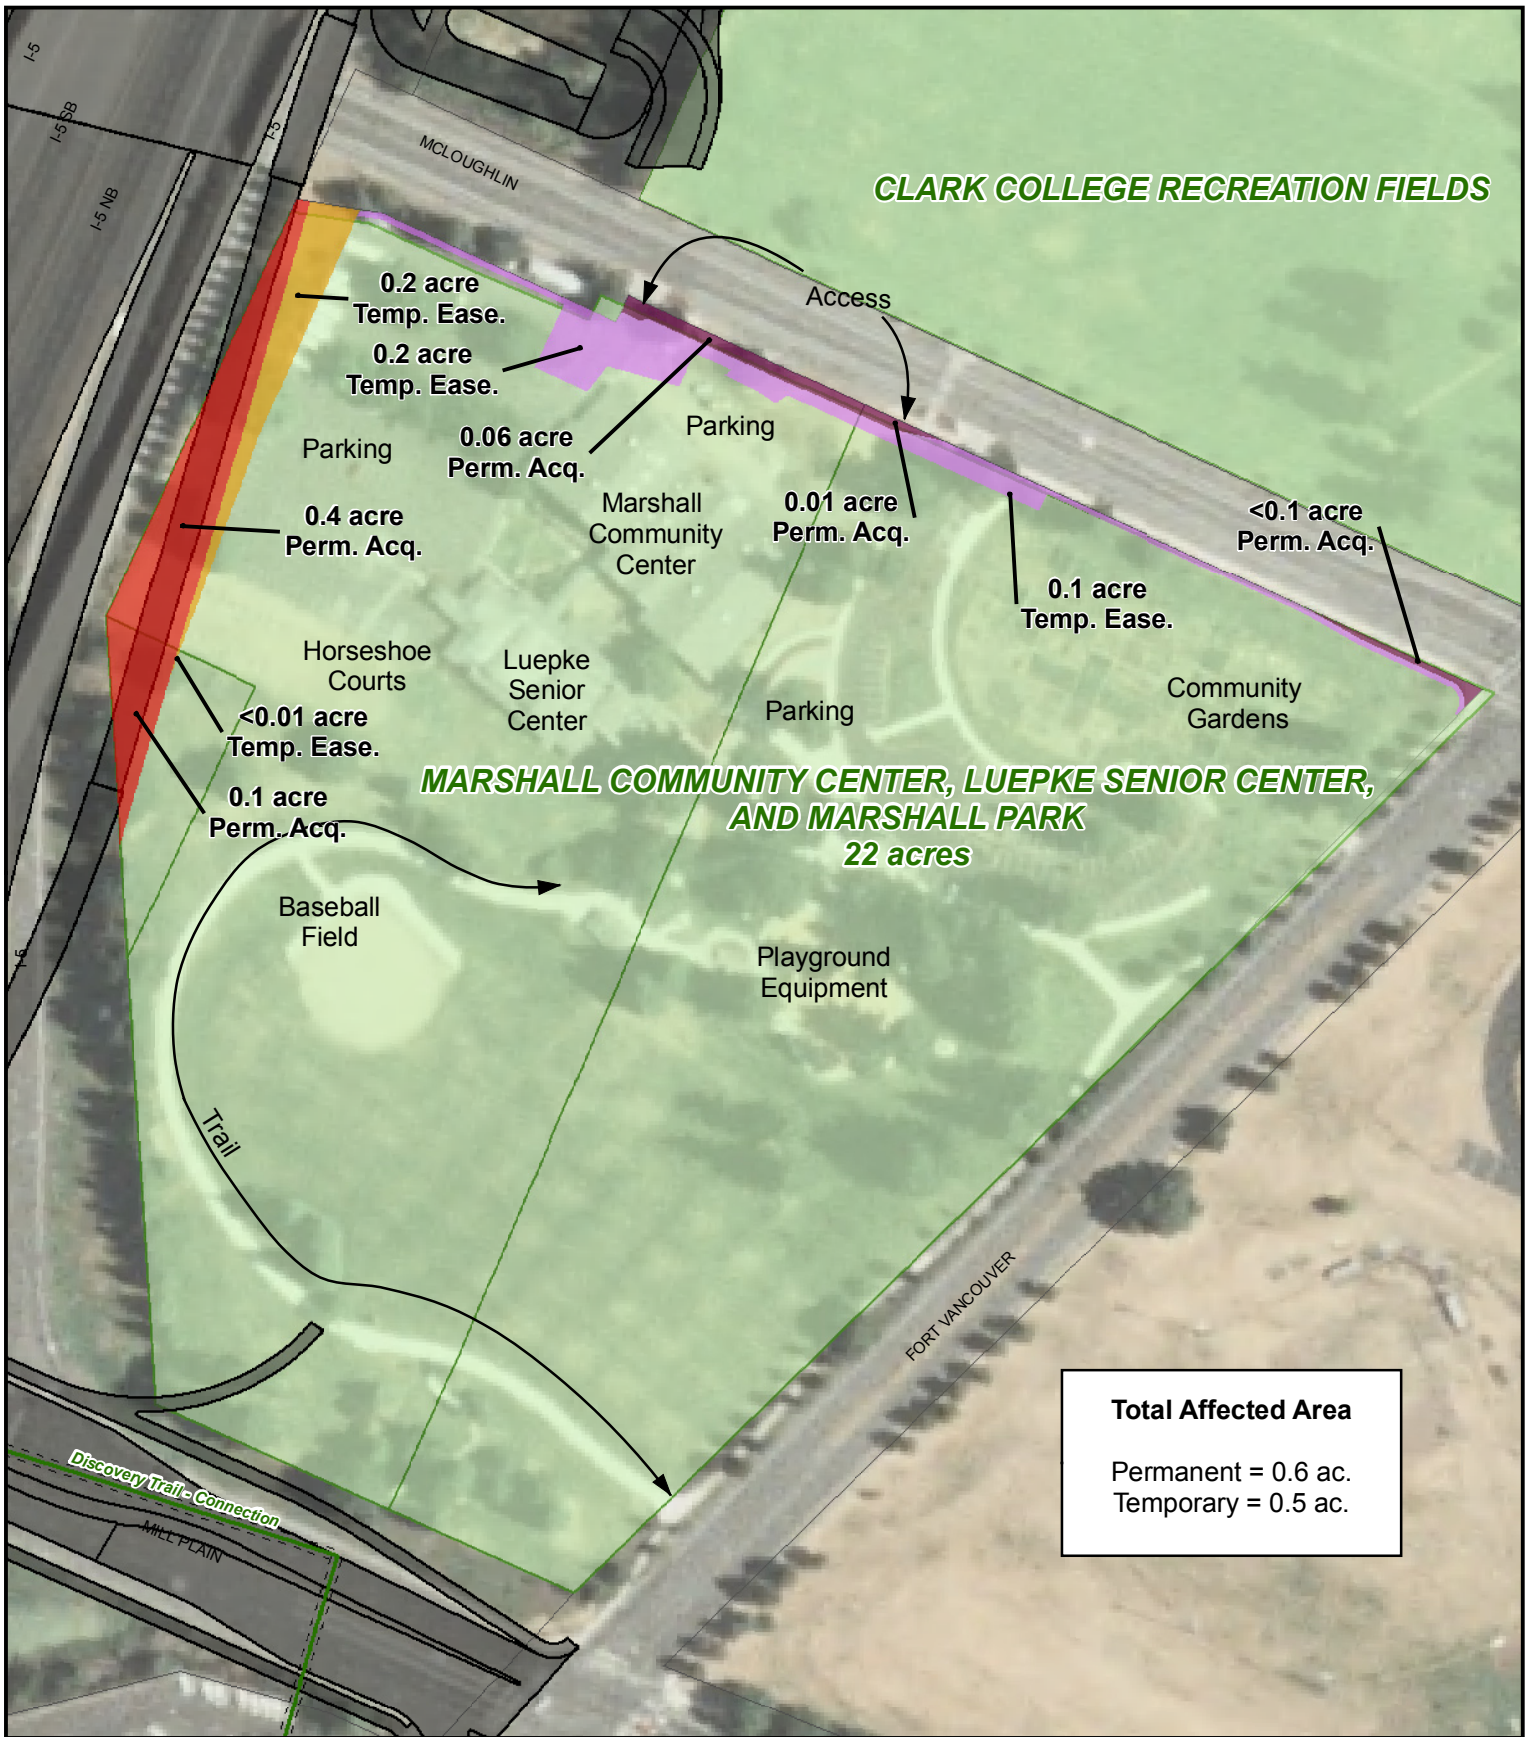 I-5
I-5 SB
I-5
I-5 NB
MCLOUGHLIN
CLARK COLLEGE RECREATION FIELDS
0.2 acre
Temp. Ease.
Access
0.2 acre
Temp. Ease.
Parking
0.06 acre
Perm. Acq.
Parking
0.4 acre
Perm. Acq.
Marshall
Community
Center
0.01 acre
Perm. Acq.
<0.1 acre
Perm. Acq.
0.1 acre
Temp. Ease.
Horseshoe
Courts
Luepke
Senior
Center
Parking
Community
Gardens
<0.01 acre
Temp. Ease.
0.1 acre
Perm. Acq.
MARSHALL COMMUNITY CENTER, LUEPKE SENIOR CENTER,
AND MARSHALL PARK
22 acres
Baseball
Field
I-5
Playground
Equipment
Trail
FORT VANCOUVER
Total Affected Area
Permanent = 0.6 ac.
Temporary = 0.5 ac.
Discovery Trail - Connection
MILL PLAIN